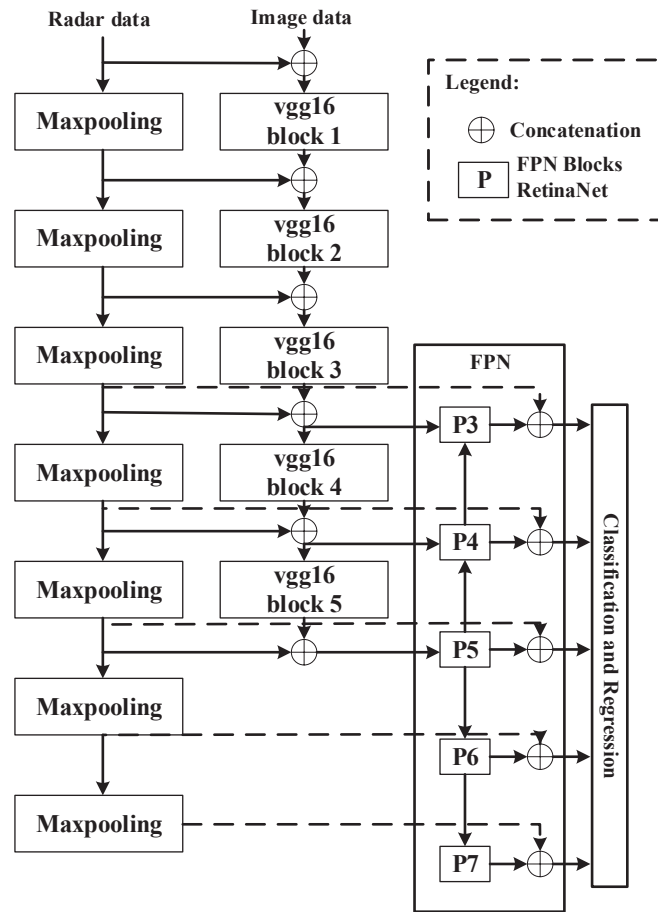 Radar data
Image data
Legend:
Concatenation
P
FPN Blocks
RetinaNet
Maxpooling
vgg16
block 1
Maxpooling
vgg16
block 2
Maxpooling
vgg16
block 3
FPN
P3
Maxpooling
vgg16
block 4
P4
Maxpooling
vgg16
block 5
P5
Maxpooling
P6
Maxpooling
P7
Classification and Regression